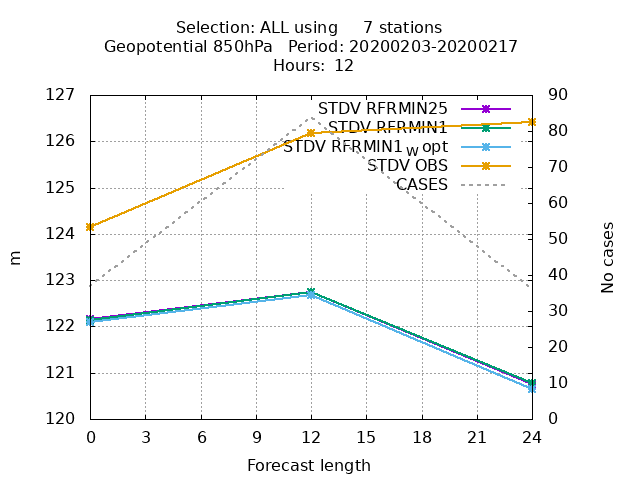 Selection: ALL using 7 stations
Geopotential 850hPa Period: 20200203-20200217
Hours: 12
127
126
125
124
123
122
121
120
m
90
80
70
60
50
40
30
20
10
0
No cases
STDV RFRMIN25
STDV RFRMIN1
STDV RFRMIN1wopt
STDV OBS
CASES
0 3 6 9 12 15 18 21 24
Forecast length